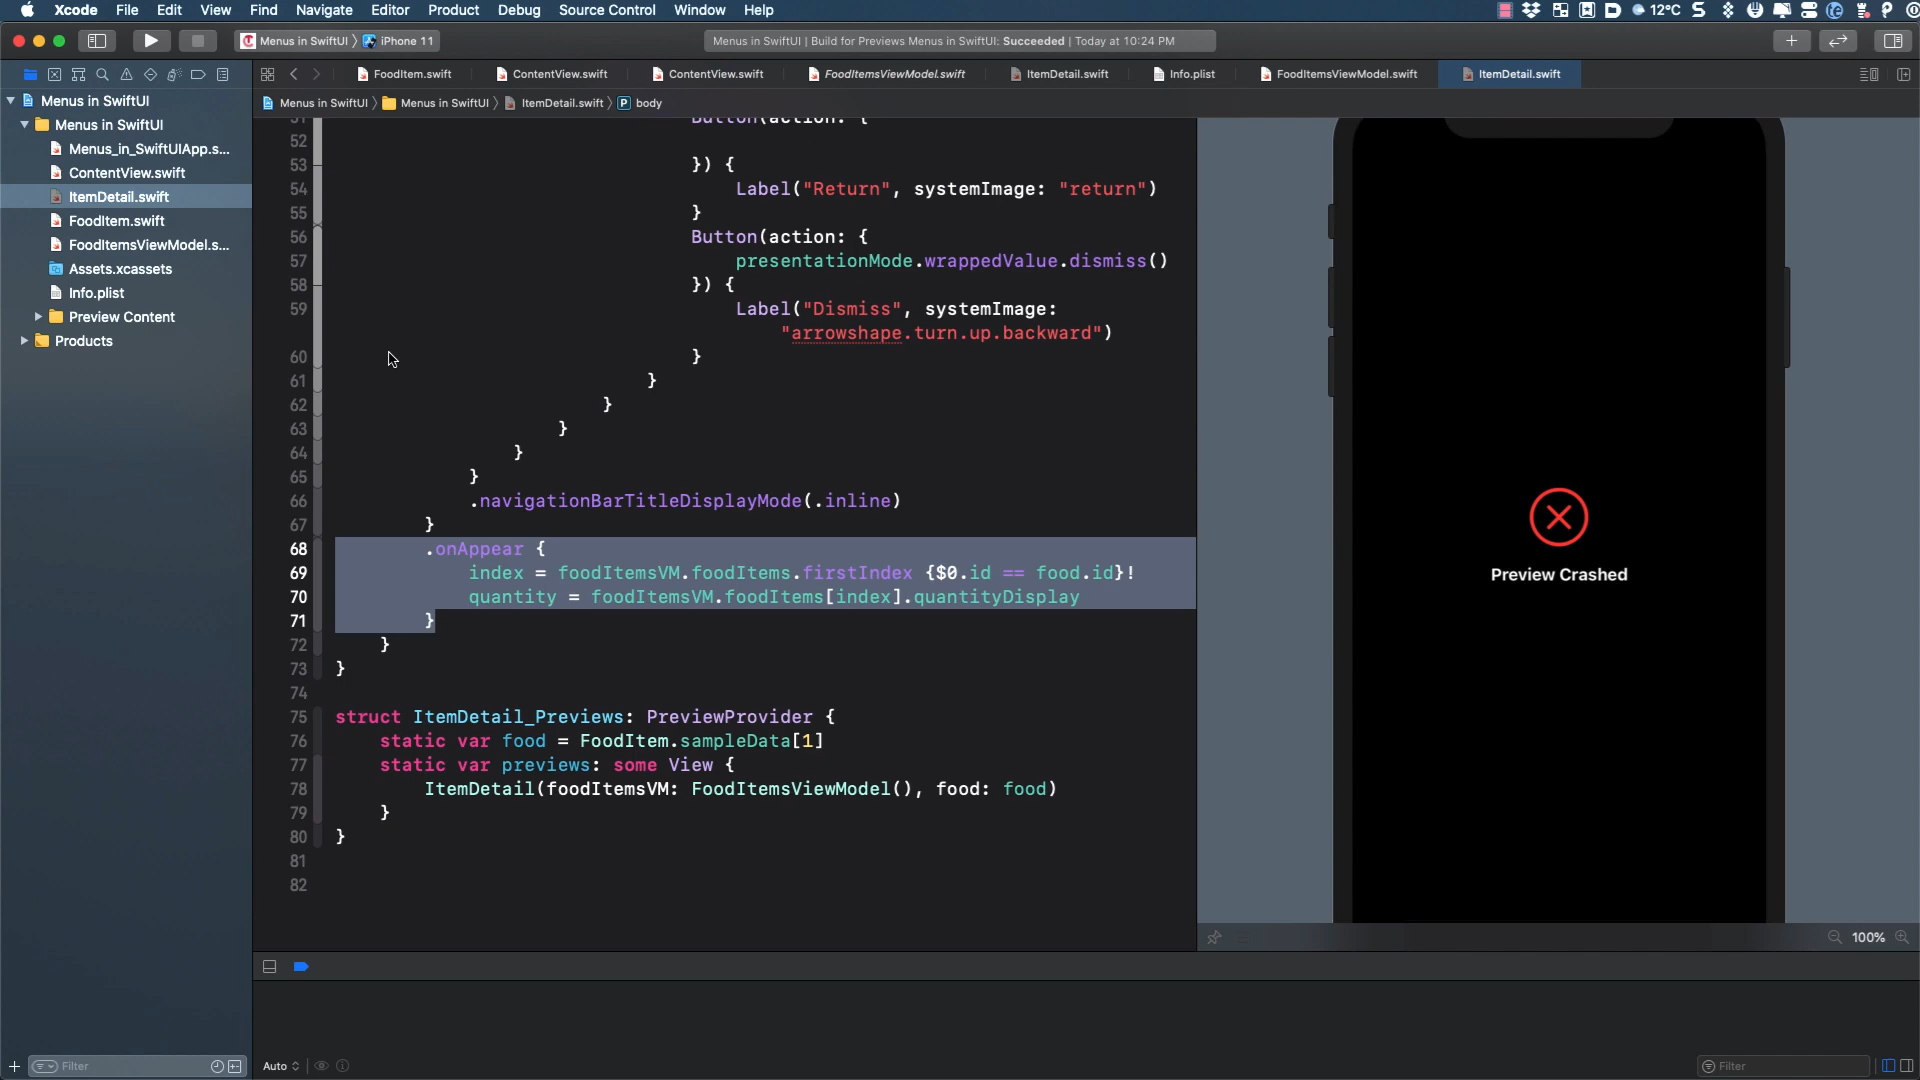 Xcode File Edit View Find Navigate Editor Product Debug Source Control Window Help
12°C
Menus in SwiftUI iPhone 11
Menus in SwiftUI | Build for Previews Menus in SwiftUI: Succeeded | Today at 10:24 PM
FoodItem.swift ContentView.swift ContentView.swift FoodItemsViewModel.swift ItemDetail.swift Info.plist FoodItemsViewModel.swift ItemDetail.swift
Menus in SwiftUI Menus in SwiftUI ItemDetail.swift P body
Menus in SwiftUI
Menus in SwiftUI
Menus_in_SwiftUIApp.s...
ContentView.swift
ItemDetail.swift
FoodItem.swift
FoodItemsViewModel.s...
Assets.xcassets
Info.plist
Preview Content
Products
51 Button(action: {
52
53 }) {
54 Label("Return", systemImage: "return")
55 }
56 Button(action: {
57 presentationMode.wrappedValue.dismiss()
58 }) {
59 Label("Dismiss", systemImage:
"arrowshape.turn.up.backward")
60 }
61 }
62 }
63 }
64 }
65 }
66 .navigationBarTitleDisplayMode(.inline)
67 }
68 .onAppear {
69 index = foodItemsVM.foodItems.firstIndex {$0.id == food.id}!
70 quantity = foodItemsVM.foodItems[index].quantityDisplay
71 }
72 }
73 }
74
75 struct ItemDetail_Previews: PreviewProvider {
76 static var food = FoodItem.sampleData[1]
77 static var previews: some View {
78 ItemDetail(foodItemsVM: FoodItemsViewModel(), food: food)
79 }
80 }
81
82
Preview Crashed
100%
Filter
Auto
Filter